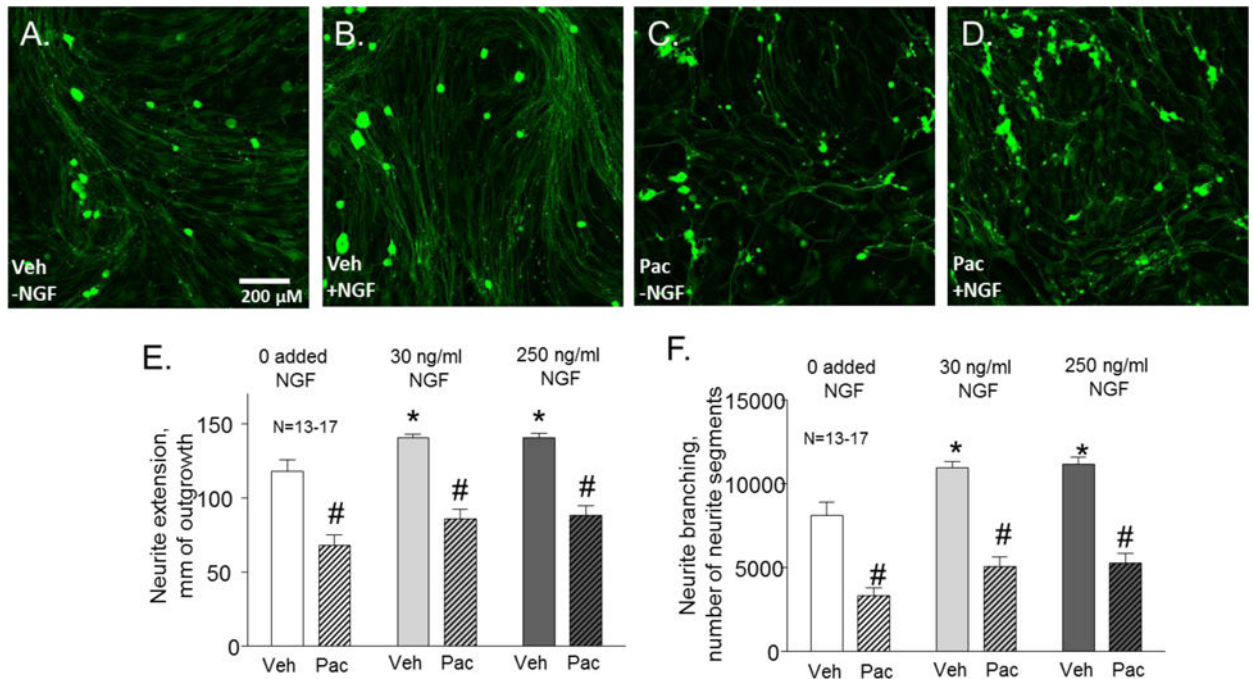 A.
Veh
-NGF
200 µM
B.
Veh
+NGF
C.
Pac
-NGF
D.
Pac
+NGF
E.
0 added
NGF
30 ng/ml
NGF
250 ng/ml
NGF
Neurite extension,
mm of outgrowth
150
100
50
0
N=13-17
#
*
#
*
#
Veh Pac Veh Pac Veh Pac
F.
0 added
NGF
30 ng/ml
NGF
250 ng/ml
NGF
Neurite branching,
number of neurite segments
15000
10000
5000
0
N=13-17
#
*
#
*
#
Veh Pac Veh Pac Veh Pac